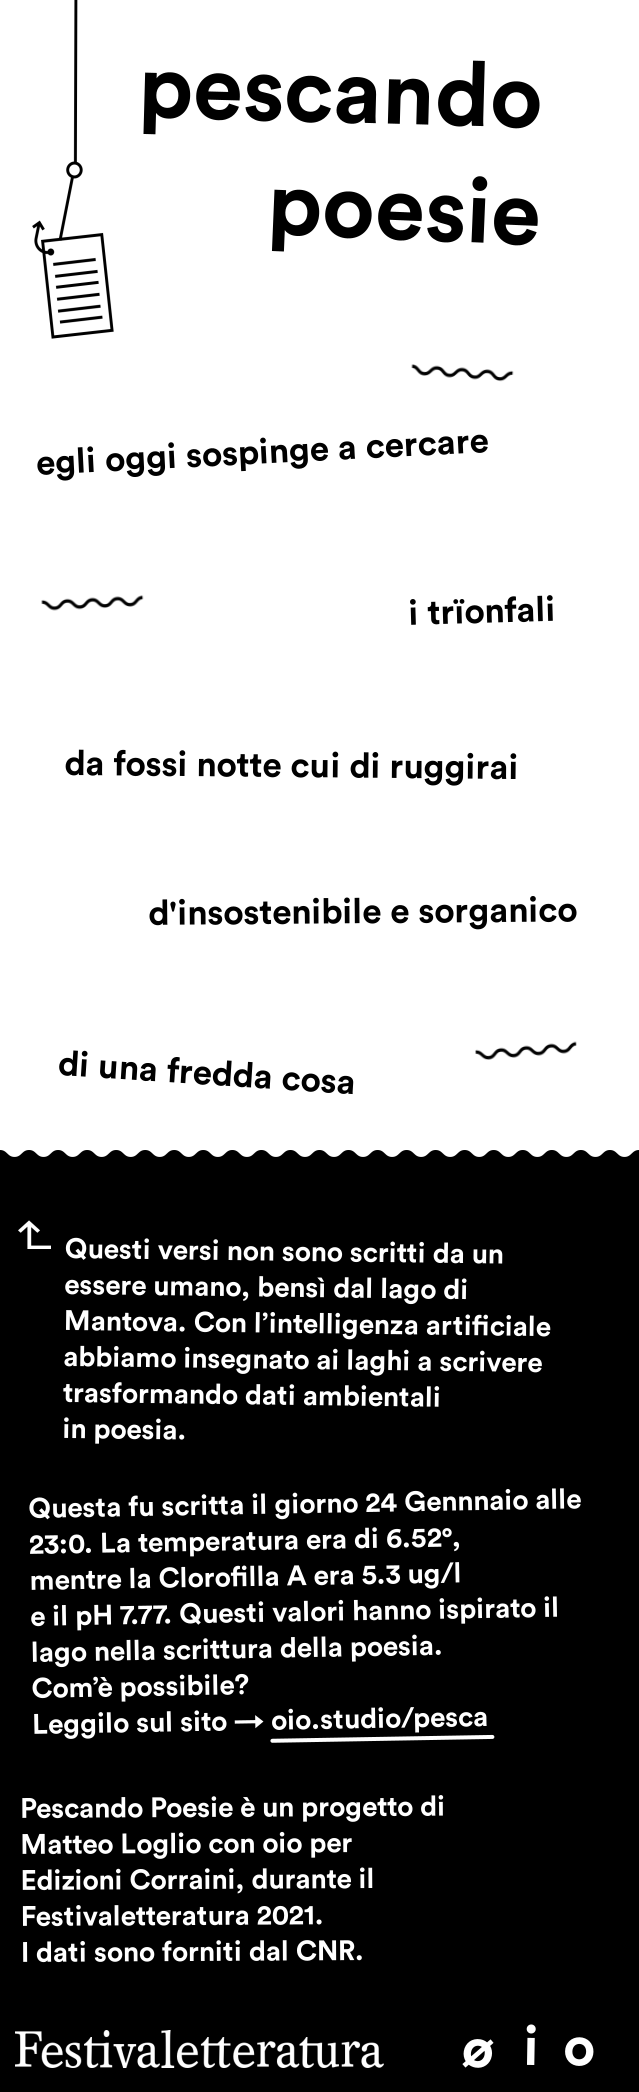 pescando
poesie
egli oggi sospinge a cercare
i trïonfali
da fossi notte cui di ruggirai
d'insostenibile e sorganico
di una fredda cosa
Questi versi non sono scritti da un
essere umano, bensì dal lago di
Mantova. Con l’intelligenza artificiale
abbiamo insegnato ai laghi a scrivere
trasformando dati ambientali
in poesia.
Questa fu scritta il giorno 24 Gennnaio alle
23:0. La temperatura era di 6.52°,
mentre la Clorofilla A era 5.3 ug/l
e il pH 7.77. Questi valori hanno ispirato il
lago nella scrittura della poesia.
Com’è possibile?
Leggilo sul sito → oio.studio/pesca
Pescando Poesie è un progetto di
Matteo Loglio con oio per
Edizioni Corraini, durante il
Festivaletteratura 2021.
I dati sono forniti dal CNR.
Festivaletteratura ø i o